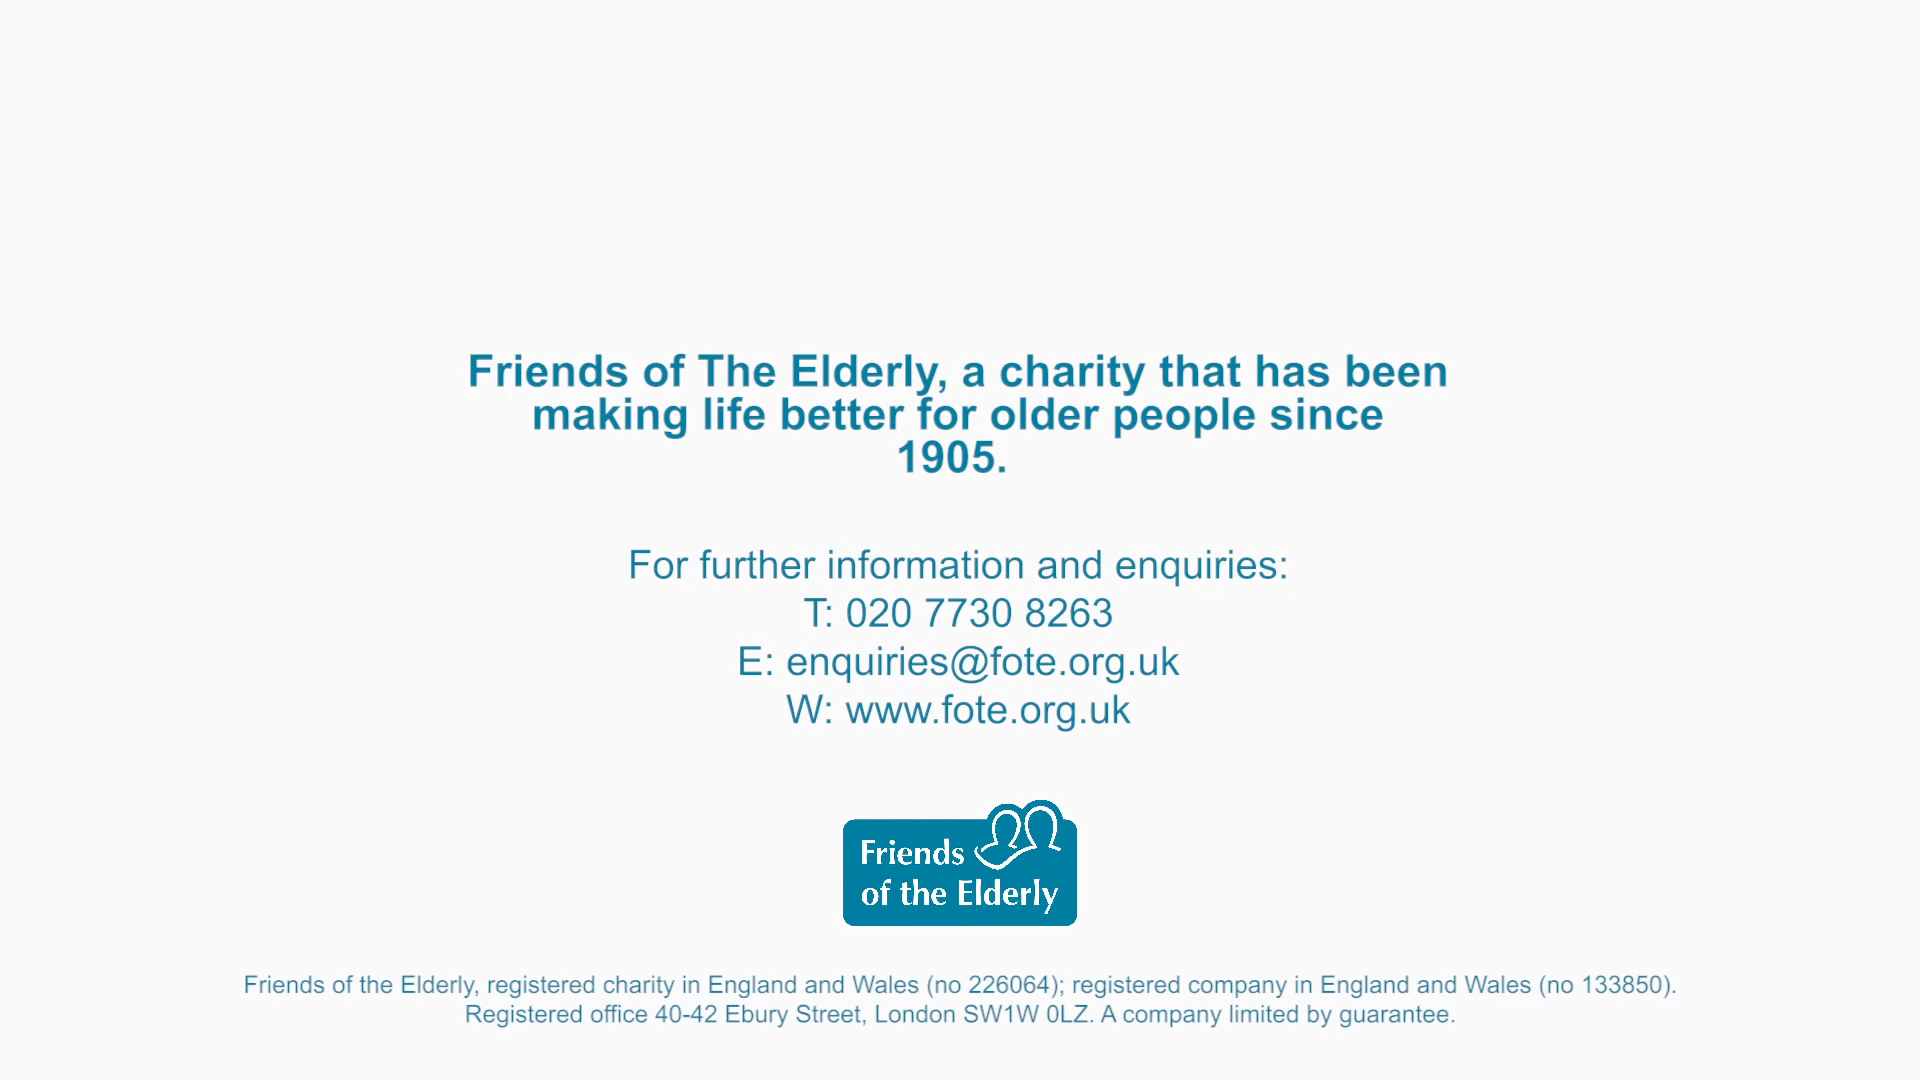 Friends of The Elderly, a charity that has been
making life better for older people since
1905.
For further information and enquiries:
T: 020 7730 8263
E: enquiries@fote.org.uk
W: www.fote.org.uk
Friends
of the Elderly
Friends of the Elderly, registered charity in England and Wales (no 226064); registered company in England and Wales (no 133850).
Registered office 40-42 Ebury Street, London SW1W 0LZ. A company limited by guarantee.